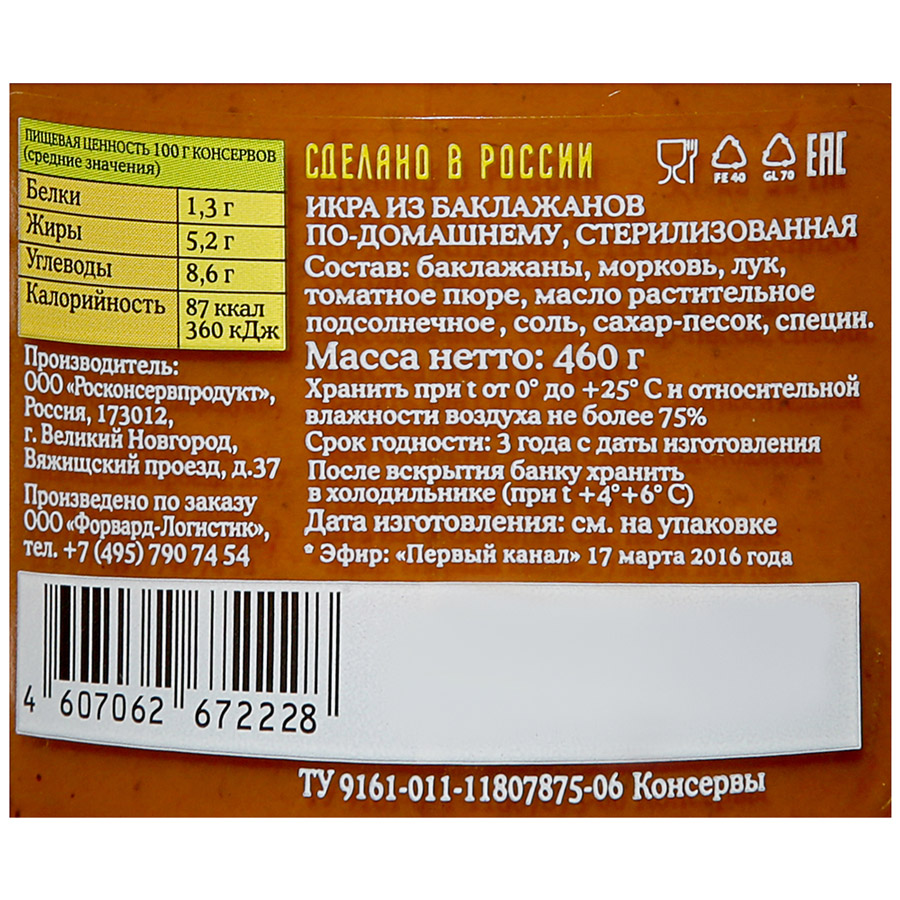 ПИЩЕВАЯ ЦЕННОСТЬ 100 Г КОНСЕРВОВ
(средние значения)
Белки 1,3 г
Жиры 5,2 г
Углеводы 8,6 г
Калорийность 87 ккал
360 кДж
Производитель:
ООО «Росконсервпродукт»,
Россия, 173012,
г. Великий Новгород,
Вяжищский проезд, д.37
Произведено по заказу
ООО «Форвард-Логистик»,
тел. +7 (495) 790 74 54
СДЕЛАНО В РОССИИ
FE 40
GL 70
EAC
ИКРА ИЗ БАКЛАЖАНОВ
ПО-ДОМАШНЕМУ, СТЕРИЛИЗОВАННАЯ
Состав: баклажаны, морковь, лук,
томатное пюре, масло растительное
подсолнечное , соль, сахар-песок, специи.
Масса нетто: 460 г
Хранить при t от 0° до +25° С и относительной
влажности воздуха не более 75%
Срок годности: 3 года с даты изготовления
После вскрытия банку хранить
в холодильнике (при t +4°+6° С)
Дата изготовления: см. на упаковке
* Эфир: «Первый канал» 17 марта 2016 года
4 607062 672228
ТУ 9161-011-11807875-06 Консервы